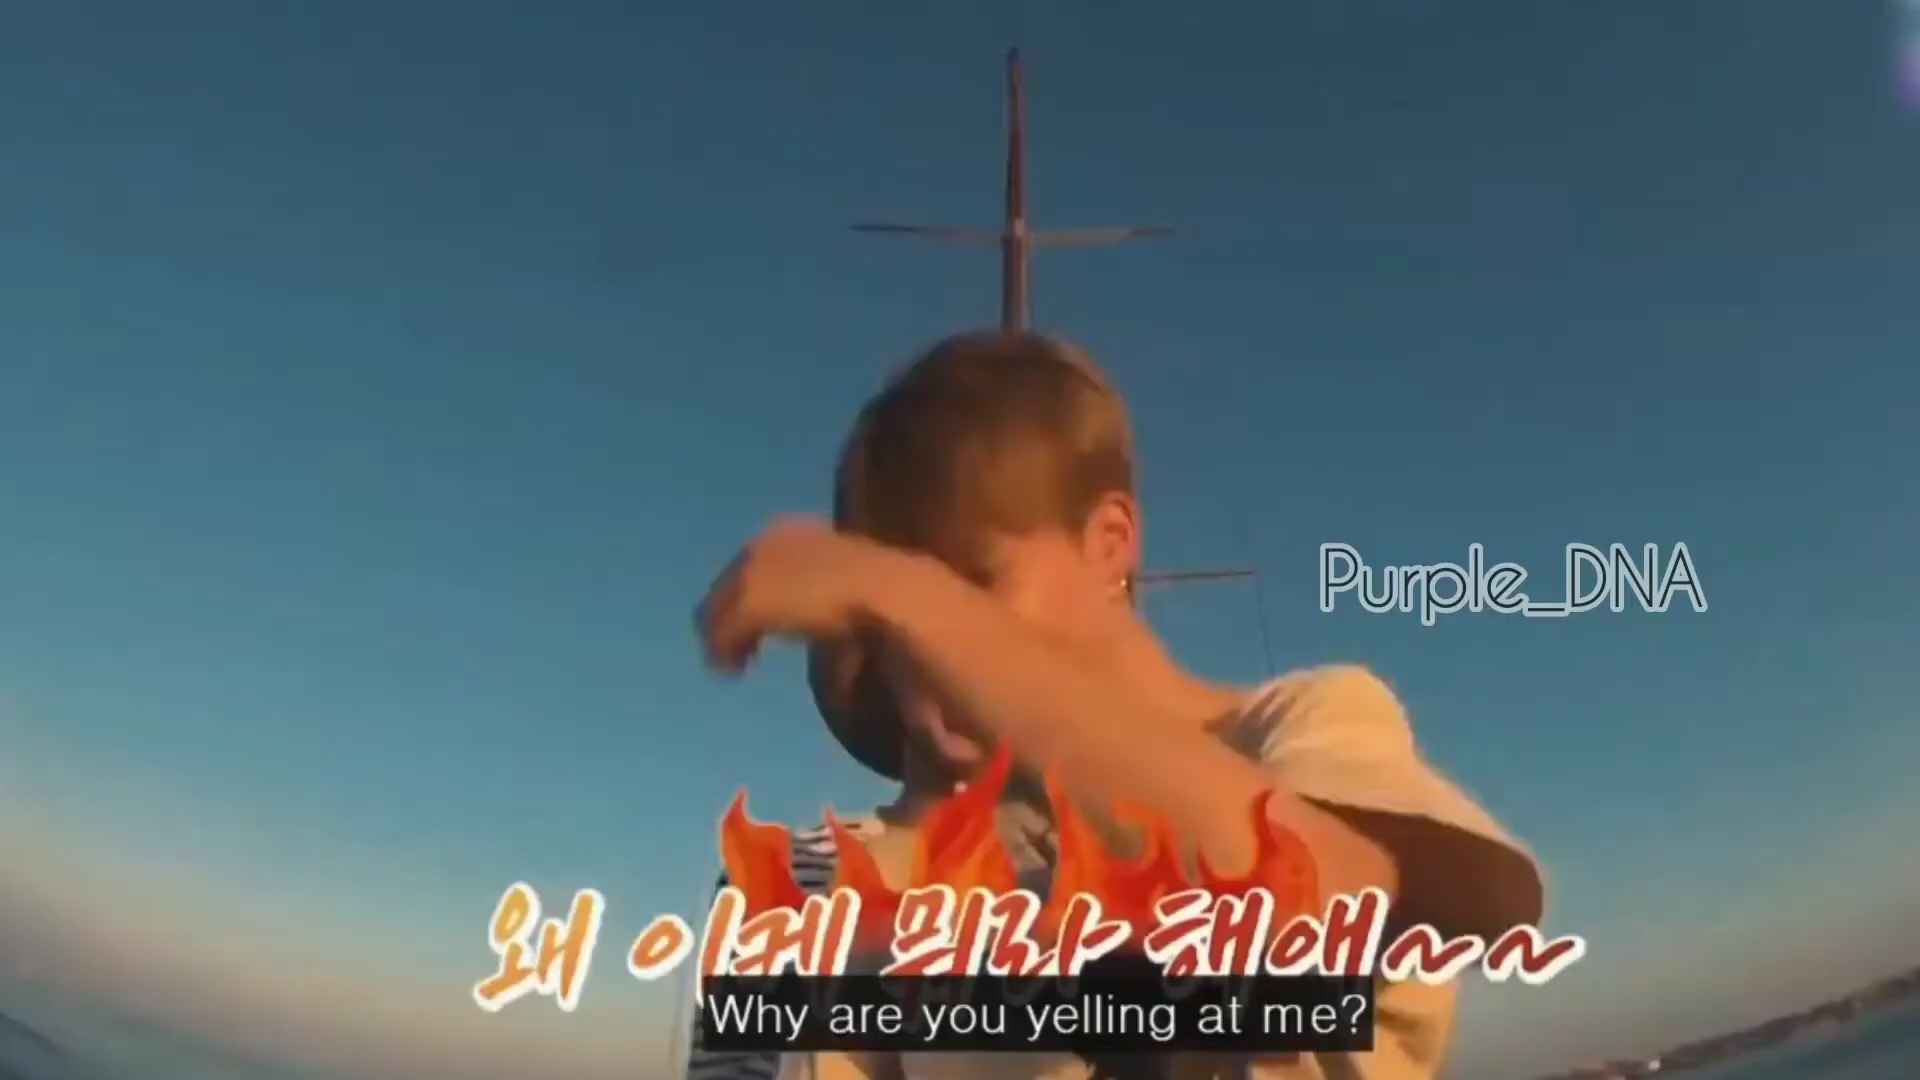 Purple_DNA
왜 이케 뭐라 해애~~
Why are you yelling at me?